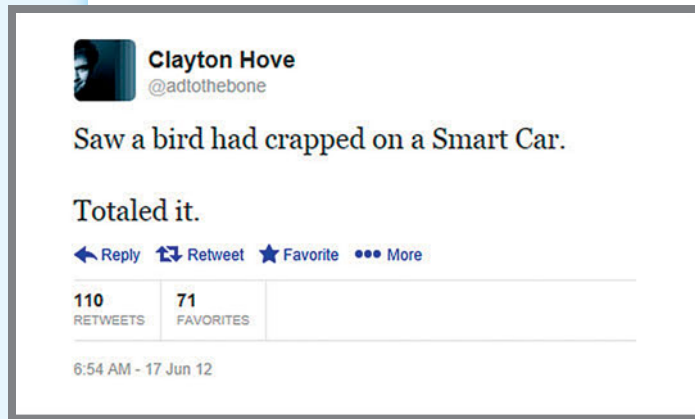 Clayton Hove
@adtothebone
Saw a bird had crapped on a Smart Car.
Totaled it.
Reply Retweet Favorite More
110 71
RETWEETS FAVORITES
6:54 AM - 17 Jun 12